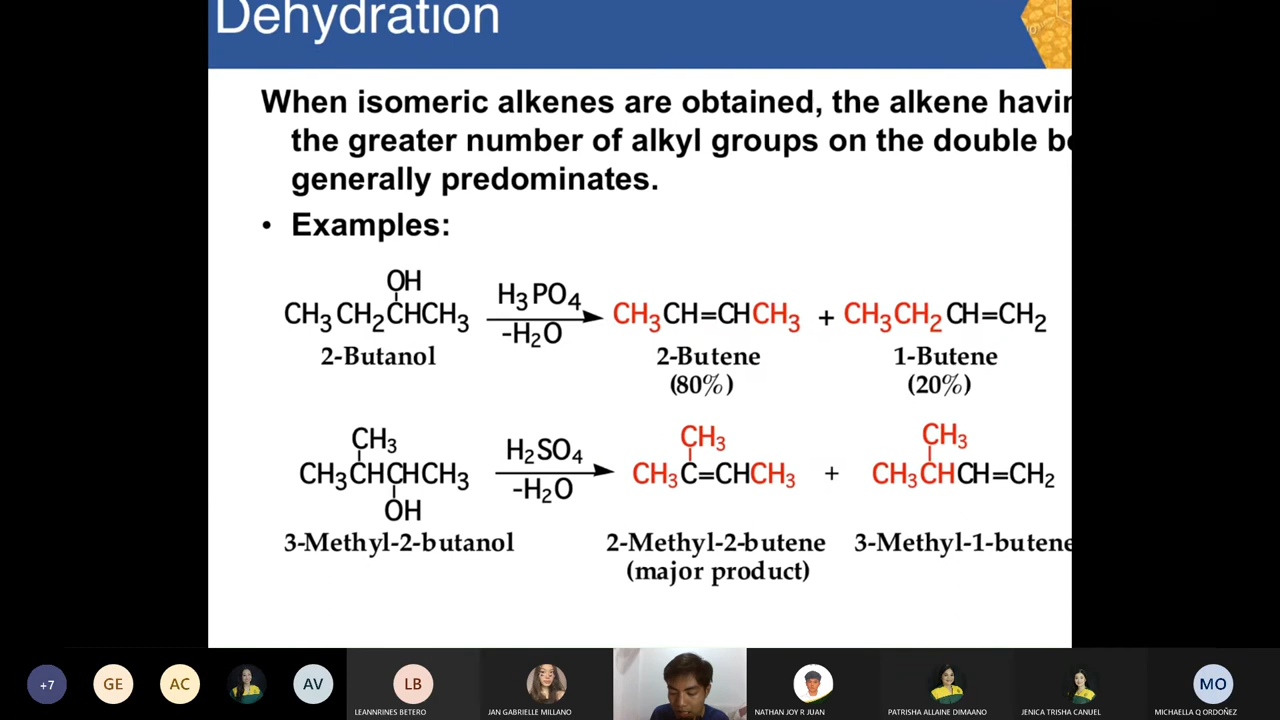 Dehydration
When isomeric alkenes are obtained, the alkene havin
the greater number of alkyl groups on the double bo
generally predominates.
• Examples:
OH
CH₃CH₂CHCH₃ H₃PO₄ -H₂O CH₃CH=CHCH₃ + CH₃CH₂CH=CH₂
2-Butanol 2-Butene 1-Butene
(80%) (20%)
CH₃ CH₃ CH₃
CH₃CHCHCH₃ H₂SO₄ -H₂O CH₃C=CHCH₃ + CH₃CHCH=CH₂
OH
3-Methyl-2-butanol 2-Methyl-2-butene 3-Methyl-1-butene
(major product)
+7 GE AC AV LB MO
LEANNRINES BETERO JAN GABRIELLE MILLANO NATHAN JOY R JUAN PATRISHA ALLAINE DIMAANO JENICA TRISHA CANUEL MICHAELLA Q ORDOÑEZ